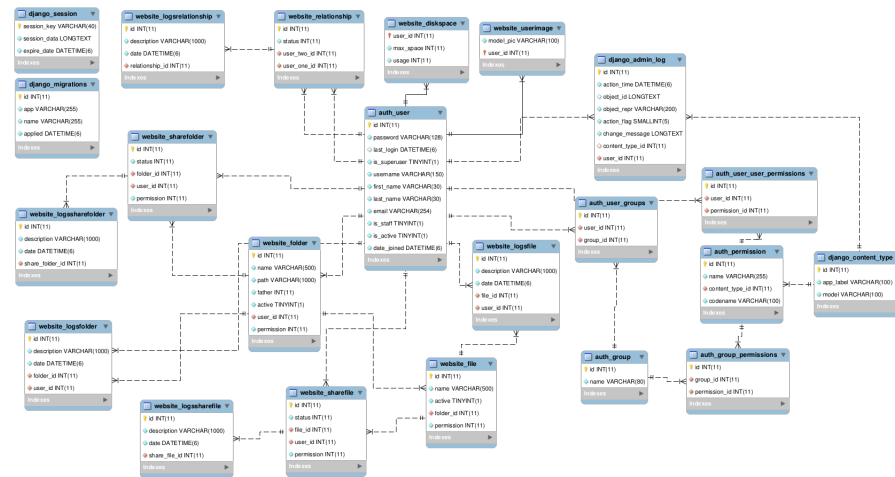 django_session
session_key VARCHAR(40)
session_data LONGTEXT
expire_date DATETIME(6)
Indexes
django_migrations
id INT(11)
app VARCHAR(255)
name VARCHAR(255)
applied DATETIME(6)
Indexes
website_logsrelationship
id INT(11)
description VARCHAR(1000)
date DATETIME(6)
relationship_id INT(11)
Indexes
website_relationship
id INT(11)
status INT(11)
user_two_id INT(11)
user_one_id INT(11)
Indexes
website_diskspace
user_id INT(11)
max_space INT(11)
usage INT(11)
Indexes
website_userimage
model_pic VARCHAR(100)
user_id INT(11)
Indexes
django_admin_log
id INT(11)
action_time DATETIME(6)
object_id LONGTEXT
object_repr VARCHAR(200)
action_flag SMALLINT(5)
change_message LONGTEXT
content_type_id INT(11)
user_id INT(11)
Indexes
auth_user
id INT(11)
password VARCHAR(128)
last_login DATETIME(6)
is_superuser TINYINT(1)
username VARCHAR(150)
first_name VARCHAR(30)
last_name VARCHAR(30)
email VARCHAR(254)
is_staff TINYINT(1)
is_active TINYINT(1)
date_joined DATETIME(6)
Indexes
website_sharefolder
id INT(11)
status INT(11)
folder_id INT(11)
user_id INT(11)
permission INT(11)
Indexes
website_logssharefolder
id INT(11)
description VARCHAR(1000)
date DATETIME(6)
share_folder_id INT(11)
Indexes
website_folder
id INT(11)
name VARCHAR(500)
path VARCHAR(1000)
father INT(11)
active TINYINT(1)
user_id INT(11)
permission INT(11)
Indexes
website_logsfile
id INT(11)
description VARCHAR(1000)
date DATETIME(6)
file_id INT(11)
user_id INT(11)
Indexes
auth_user_groups
id INT(11)
user_id INT(11)
group_id INT(11)
Indexes
auth_user_user_permissions
id INT(11)
user_id INT(11)
permission_id INT(11)
Indexes
auth_permission
id INT(11)
name VARCHAR(255)
content_type_id INT(11)
codename VARCHAR(100)
Indexes
django_content_type
id INT(11)
app_label VARCHAR(100)
model VARCHAR(100)
Indexes
website_logsfolder
id INT(11)
description VARCHAR(1000)
date DATETIME(6)
folder_id INT(11)
user_id INT(11)
Indexes
website_logssharefile
id INT(11)
description VARCHAR(1000)
date DATETIME(6)
share_file_id INT(11)
Indexes
website_sharefile
id INT(11)
status INT(11)
file_id INT(11)
user_id INT(11)
permission INT(11)
Indexes
website_file
id INT(11)
name VARCHAR(500)
active TINYINT(1)
folder_id INT(11)
permission INT(11)
Indexes
auth_group
id INT(11)
name VARCHAR(80)
Indexes
auth_group_permissions
id INT(11)
group_id INT(11)
permission_id INT(11)
Indexes